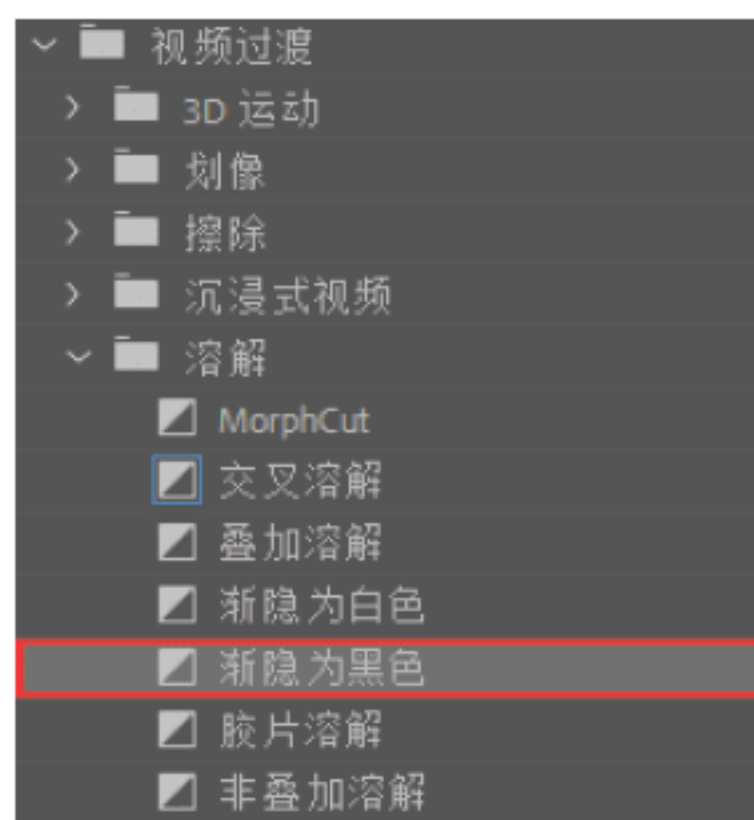 视频过渡
3D 运动
划像
擦除
沉浸式视频
溶解
MorphCut
交叉溶解
叠加溶解
渐隐为白色
渐隐为黑色
胶片溶解
非叠加溶解